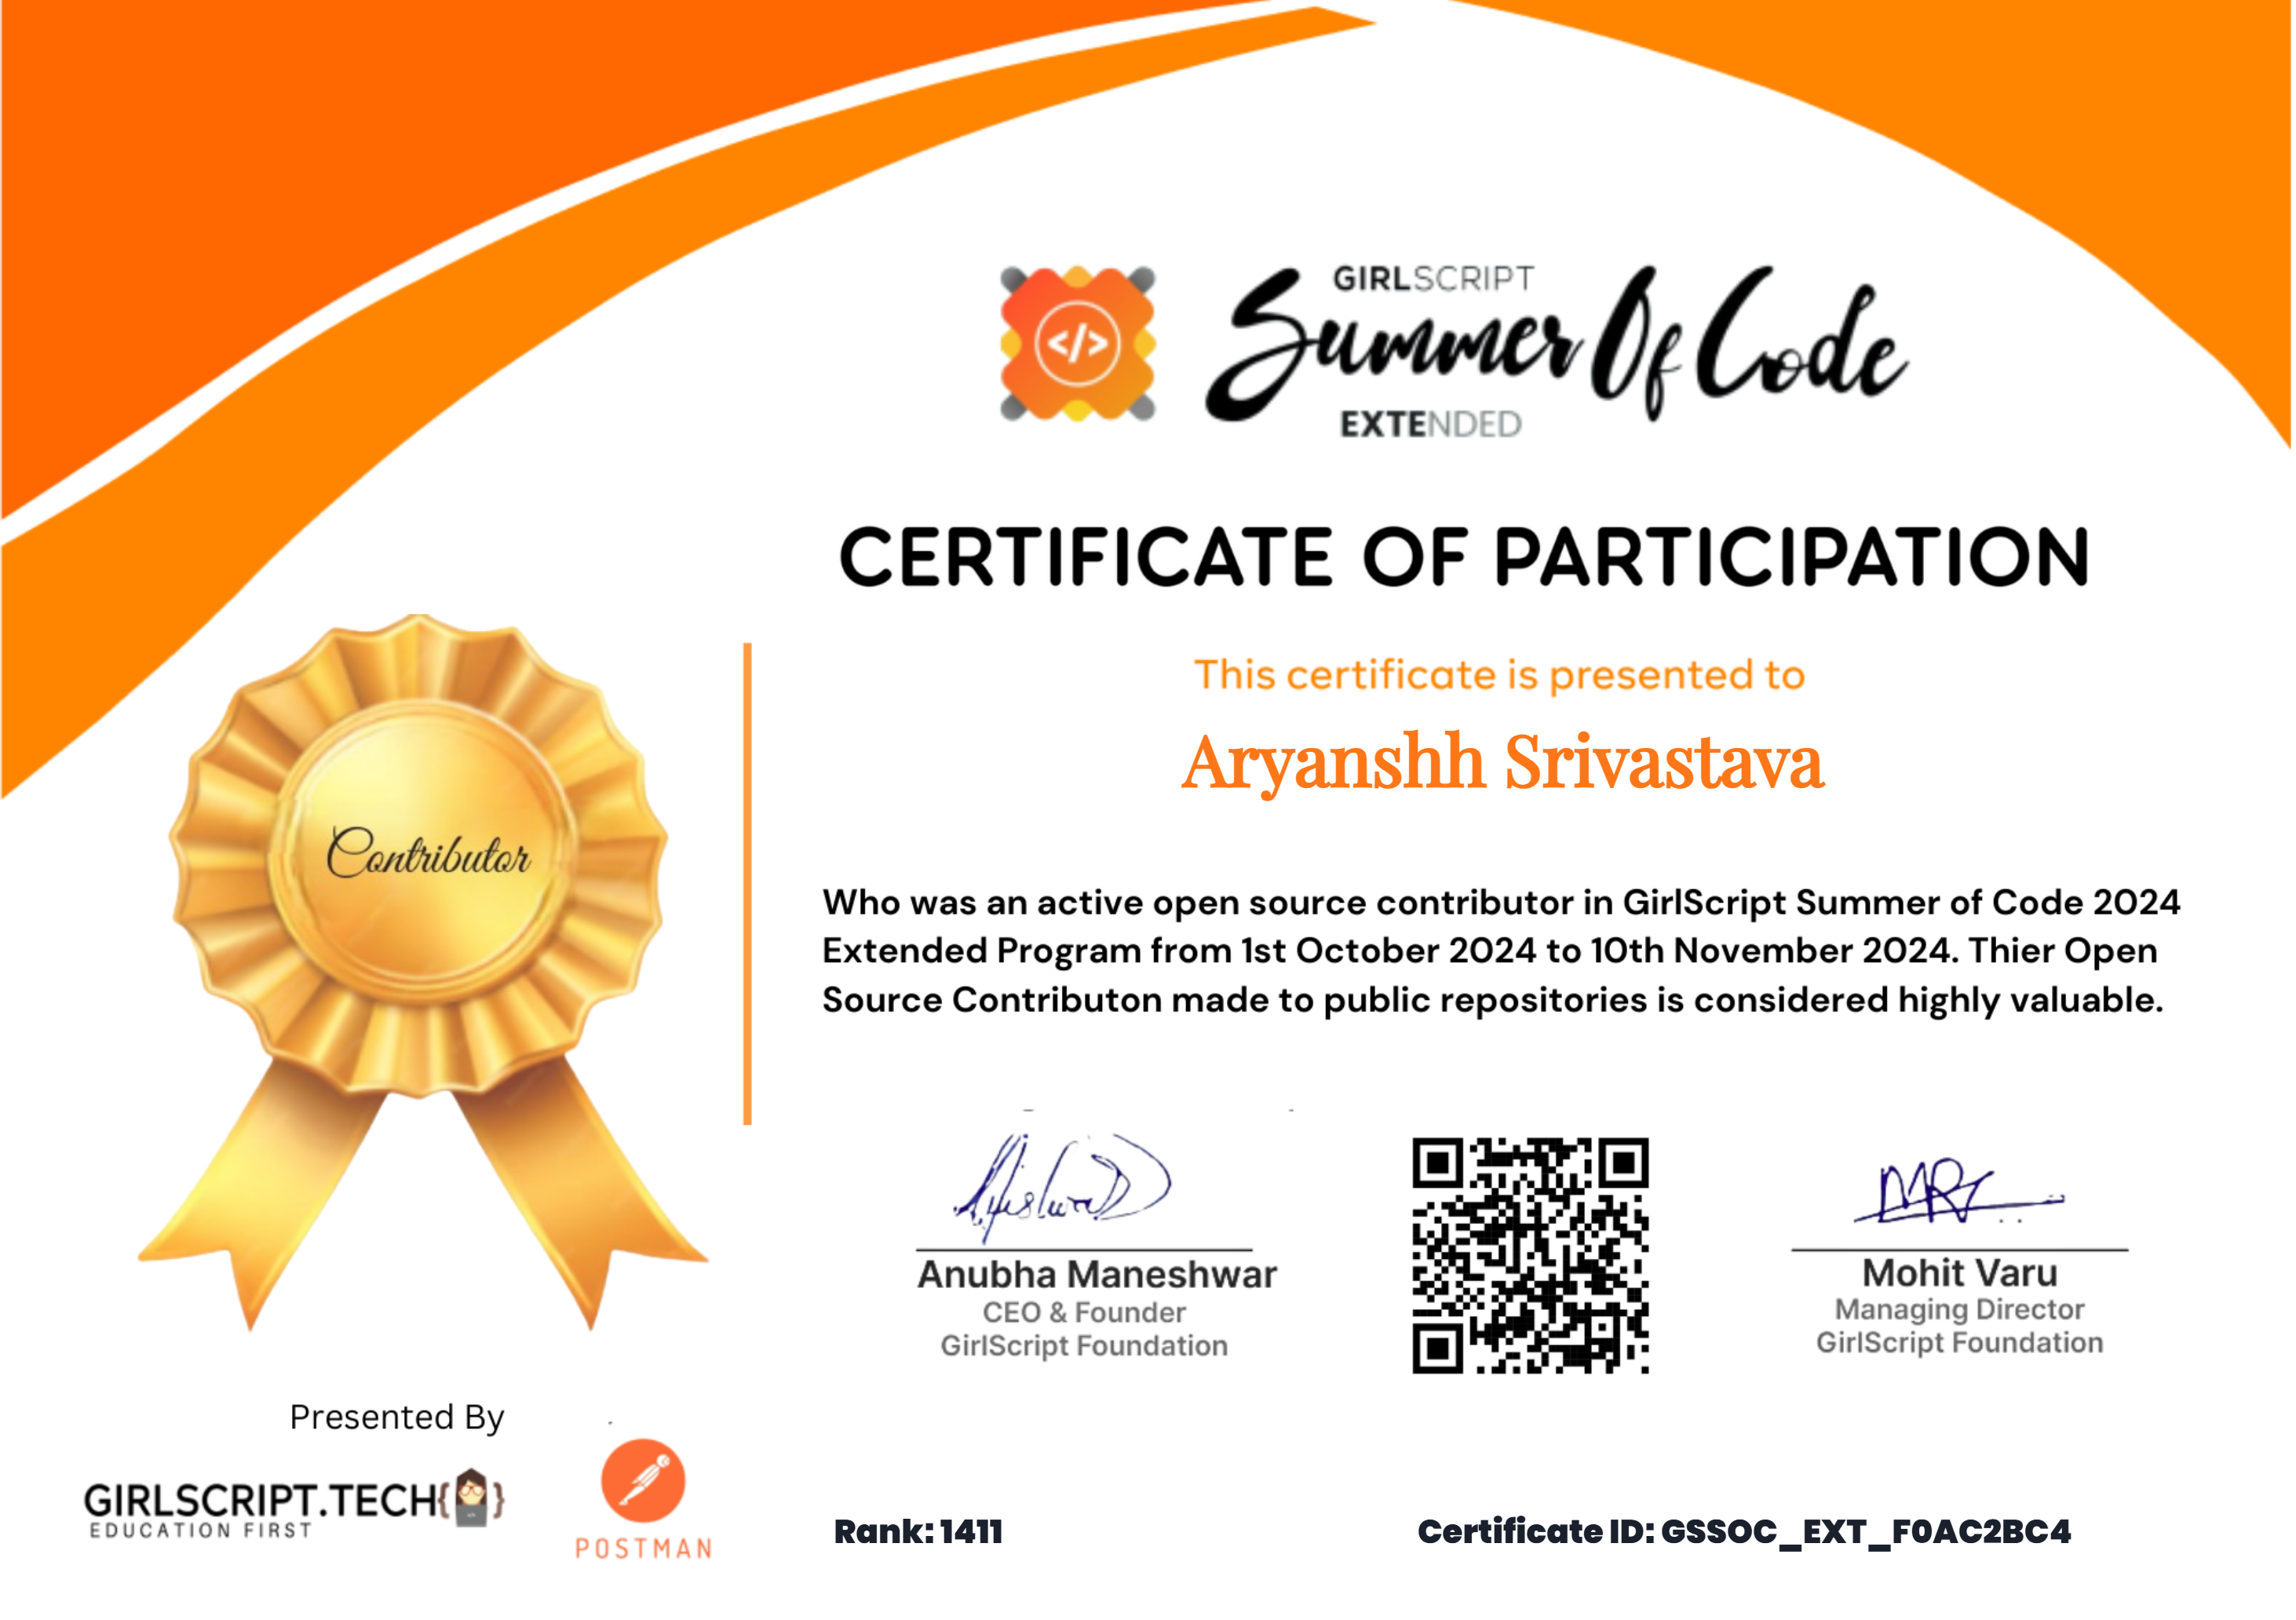 GIRLSCRIPT
Summer Of Code
EXTENDED
</>
CERTIFICATE OF PARTICIPATION
This certificate is presented to
Aryanshh Srivastava
Contributor
Who was an active open source contributor in GirlScript Summer of Code 2024
Extended Program from 1st October 2024 to 10th November 2024. Thier Open
Source Contributon made to public repositories is considered highly valuable.
Anubha Maneshwar
CEO & Founder
GirlScript Foundation
Mohit Varu
Managing Director
GirlScript Foundation
Presented By
GIRLSCRIPT.TECH{}
EDUCATION FIRST
POSTMAN
Rank: 1411
Certificate ID: GSSOC_EXT_F0AC2BC4